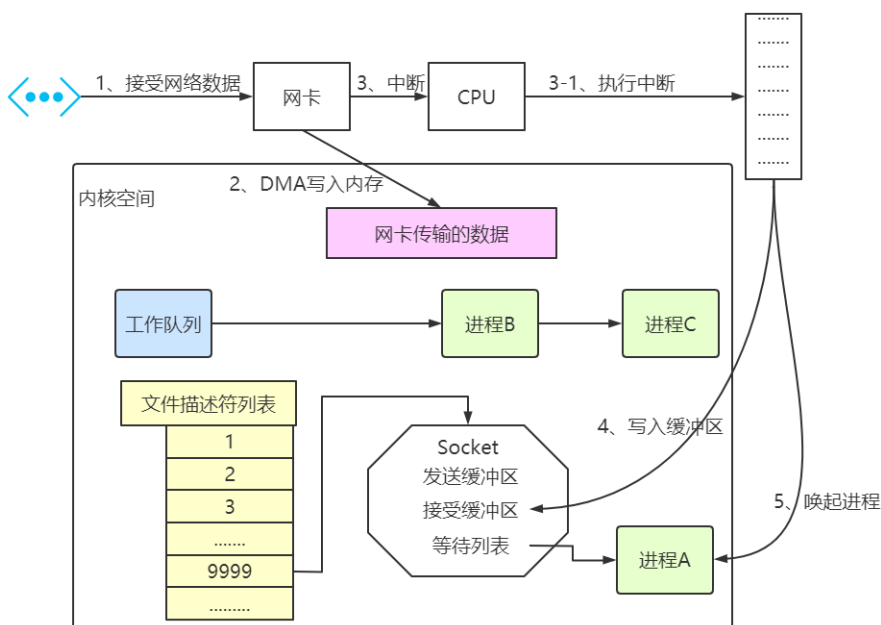 1、接受网络数据
网卡
3、中断
CPU
3-1、执行中断
.......
.......
.......
.......
.......
.......
.......
内核空间
2、DMA写入内存
网卡传输的数据
工作队列
进程B
进程C
文件描述符列表
1
2
3
.......
9999
.........
Socket
发送缓冲区
接受缓冲区
等待列表
4、写入缓冲区
5、唤起进程
进程A